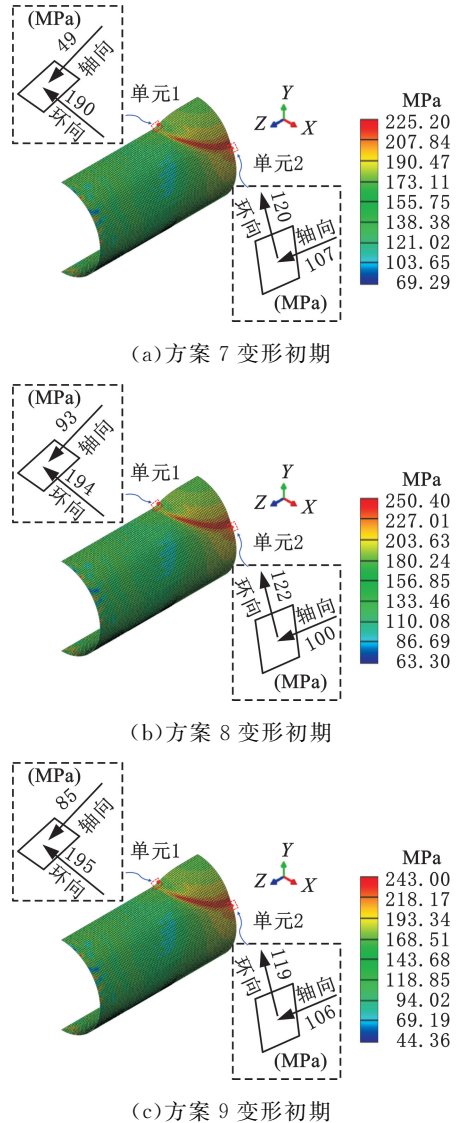 (MPa)
49
轴向
190
环向
单元1
Y
Z
X
单元2
120
环向
轴向
107
(MPa)
MPa
225.20
207.84
190.47
173.11
155.75
138.38
121.02
103.65
69.29
(a)方案 7 变形初期
(MPa)
93
轴向
194
环向
单元1
Y
Z
X
单元2
122
环向
轴向
100
(MPa)
MPa
250.40
227.01
203.63
180.24
156.85
133.46
110.08
86.69
63.30
(b)方案 8 变形初期
(MPa)
85
轴向
195
环向
单元1
Y
Z
X
单元2
119
环向
轴向
106
(MPa)
MPa
243.00
218.17
193.34
168.51
143.68
118.85
94.02
69.19
44.36
(c)方案 9 变形初期